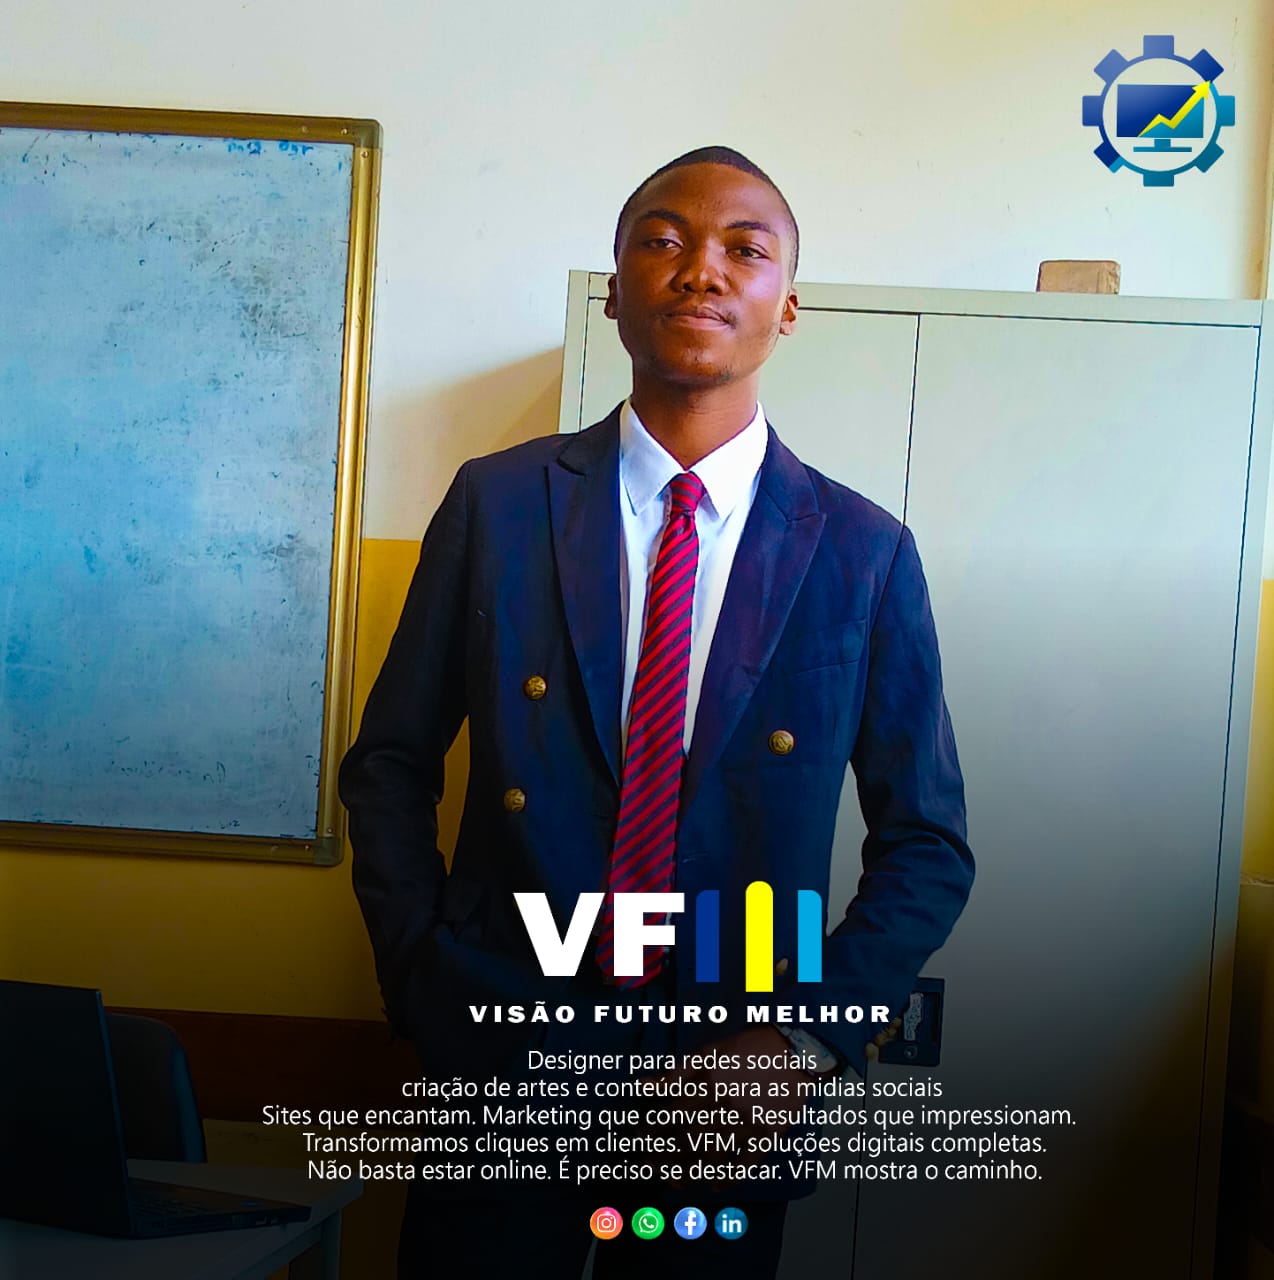 VFM
VISÃO FUTURO MELHOR
Designer para redes sociais
criação de artes e conteúdos para as midias sociais
Sites que encantam. Marketing que converte. Resultados que impressionam.
Transformamos cliques em clientes. VFM, soluções digitais completas.
Não basta estar online. É preciso se destacar. VFM mostra o caminho.
in